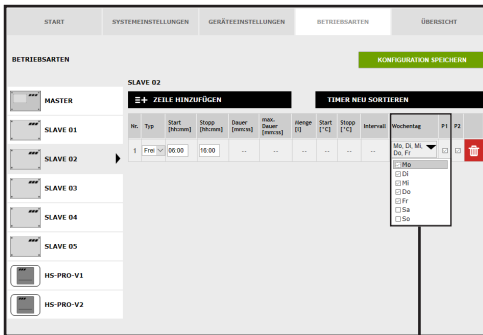 START SYSTEMEINSTELLUNGEN GERÄTEEINSTELLUNGEN BETRIEBSARTEN ÜBERSICHT
BETRIEBSARTEN
KONFIGURATION SPEICHERN
SLAVE 02
ZEILE HINZUFÜGEN TIMER NEU SORTIEREN
Nr. Typ Start [hh:mm] Stopp [hh:mm] Dauer [mm:ss] max. Dauer [mm:ss] menge [l] Start [°C] Stopp [°C] Intervall Wochentag P1 P2
1 Frei 06:00 16:00 -- -- -- -- -- -- Mo, Di, Mi, Do, Fr
Mo
Di
Mi
Do
Fr
Sa
So
MASTER
SLAVE 01
SLAVE 02
SLAVE 03
SLAVE 04
SLAVE 05
HS-PRO-V1
HS-PRO-V2